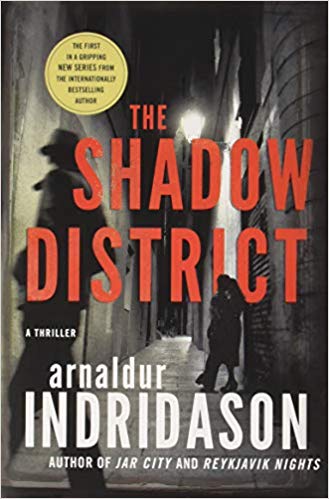 THE FIRST
IN A GRIPPING
NEW SERIES FROM
THE INTERNATIONALLY
BESTSELLING
AUTHOR
THE
SHADOW
DISTRICT
A THRILLER
arnaldur
INDRIDASON
AUTHOR OF JAR CITY AND REYKJAVIK NIGHTS